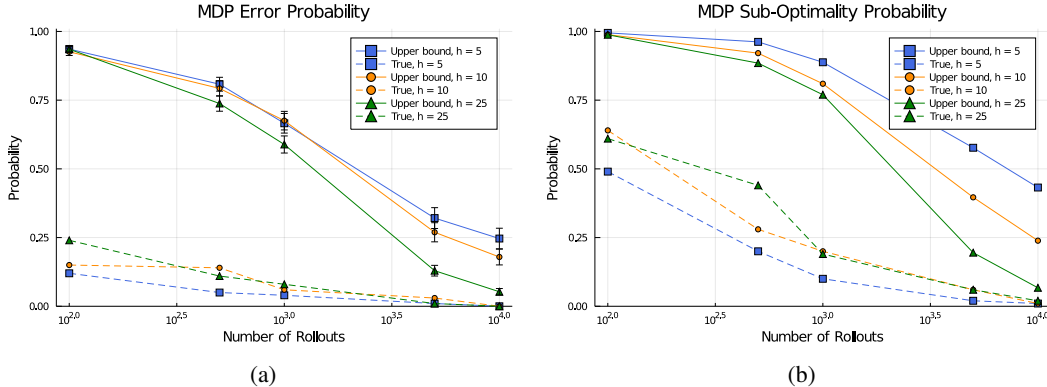 MDP Error Probability
1.00
0.75
0.50
0.25
0.00
Probability
Upper bound, h = 5
True, h = 5
Upper bound, h = 10
True, h = 10
Upper bound, h = 25
True, h = 25
10^2.0
10^2.5
10^3.0
10^3.5
10^4.0
Number of Rollouts
(a)
MDP Sub-Optimality Probability
1.00
0.75
0.50
0.25
0.00
Probability
Upper bound, h = 5
True, h = 5
Upper bound, h = 10
True, h = 10
Upper bound, h = 25
True, h = 25
10^2.0
10^2.5
10^3.0
10^3.5
10^4.0
Number of Rollouts
(b)